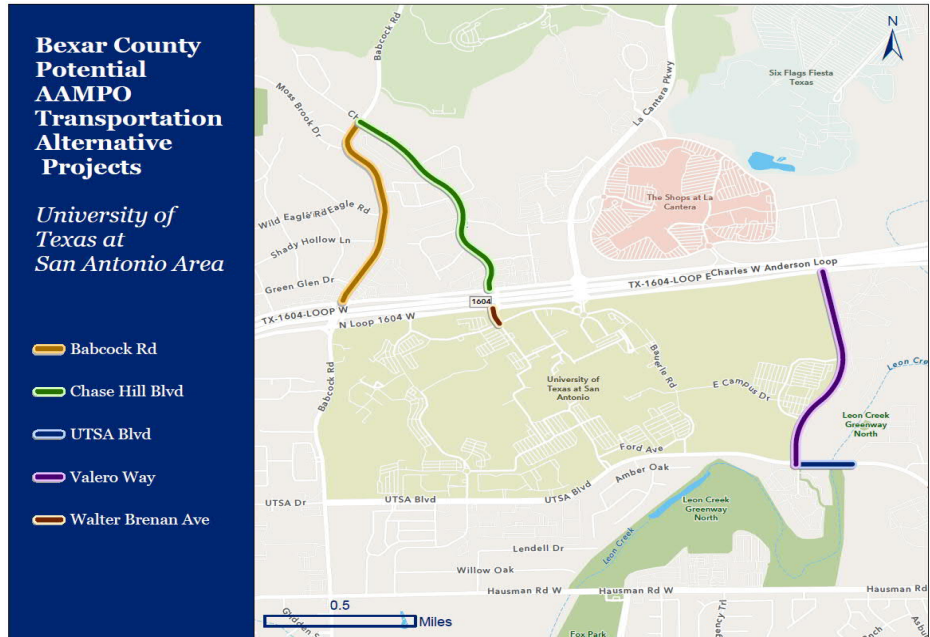 Bexar County
Potential
AAMPO
Transportation
Alternative
Projects
University of
Texas at
San Antonio Area
Babcock Rd
Chase Hill Blvd
UTSA Blvd
Valero Way
Walter Brenan Ave
Babcock Rd
N
Six Flags Fiesta
Texas
La Cantera Pkwy
Moss Brook Dr
Ch
The Shops at La
Cantera
Wild Eagle Rd
Eagle Rd
Shady Hollow Ln
Green Glen Dr
TX-1604-LOOP W
N Loop 1604 W
1604
TX-1604-LOOP E
Charles W Anderson Loop
Babcock Rd
University of
Texas at San
Antonio
Bauerle Rd
E Campus Dr
Leon Creek
Leon Creek
Greenway
North
Ford Ave
Amber Oak
UTSA Dr
UTSA Blvd
UTSA Blvd
Leon Creek
Greenway
North
Leon Creek
Lendell Dr
Willow Oak
Hausman Rd W
Hausman Rd W
Hausman Rd
0.5
Miles
Fox Park